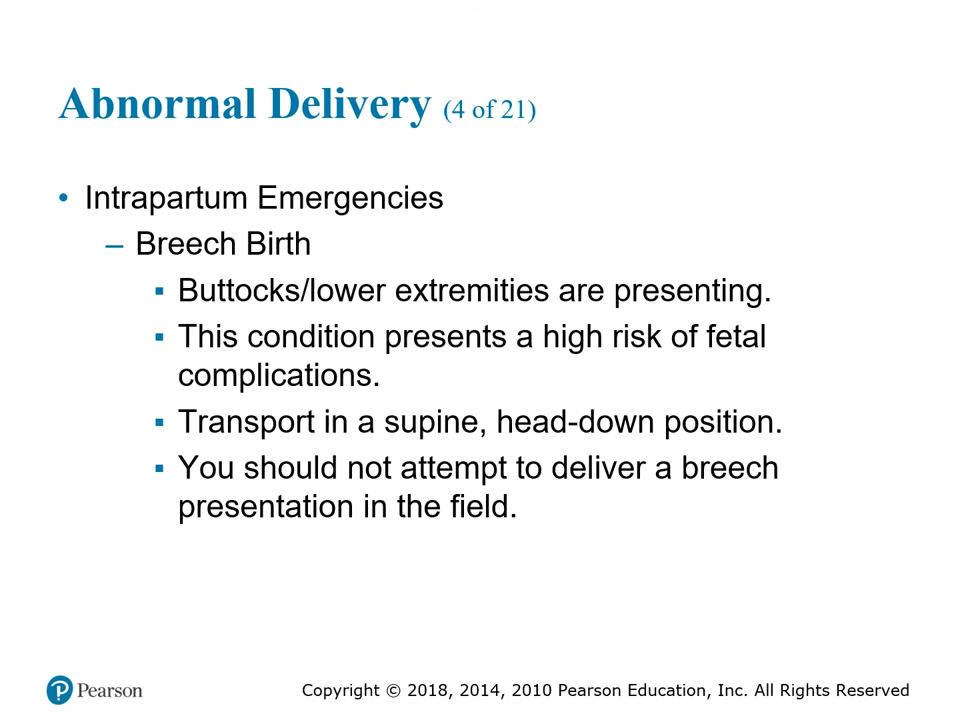 Abnormal Delivery (4 of 21)
• Intrapartum Emergencies
– Breech Birth
▪ Buttocks/lower extremities are presenting.
▪ This condition presents a high risk of fetal
complications.
▪ Transport in a supine, head-down position.
▪ You should not attempt to deliver a breech
presentation in the field.
Pearson
Copyright © 2018, 2014, 2010 Pearson Education, Inc. All Rights Reserved